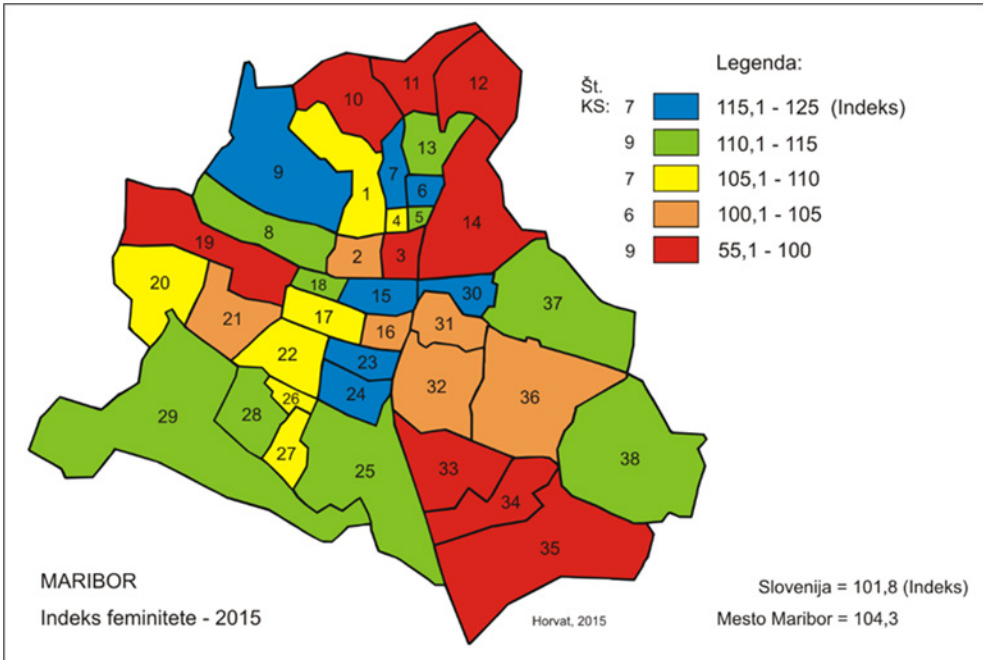 Legenda:
Št.
KS:
7 115,1 - 125 (Indeks)
9 110,1 - 115
7 105,1 - 110
6 100,1 - 105
9 55,1 - 100
10
11
12
9
7
13
1
6
4
5
14
8
2
3
19
20
21
18
15
30
37
17
16
31
22
23
24
32
36
26
28
29
27
25
33
34
38
35
MARIBOR
Indeks feminitete - 2015
Horvat, 2015
Slovenija = 101,8 (Indeks)
Mesto Maribor = 104,3